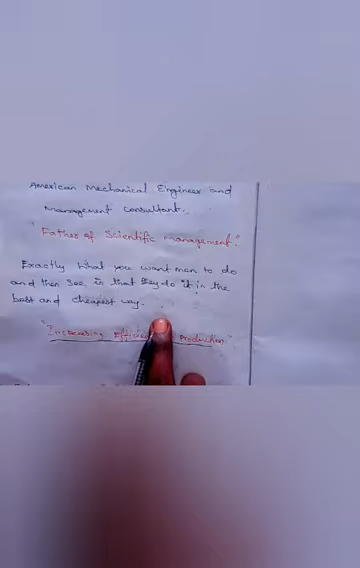 American Mechanical Engineer and
Management Consultant.
"Father of Scientific management."
Exactly what you want men to do
and then see is that they do it in the
best and cheapest way.
"Increasing Production"